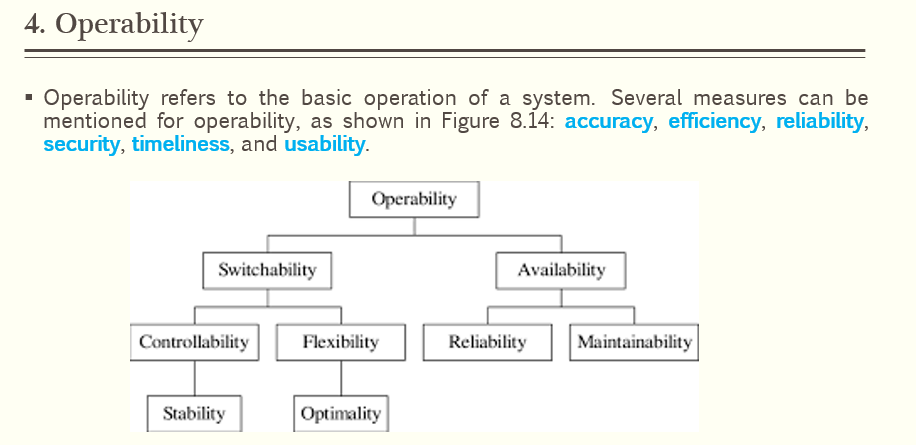 4. Operability
▪ Operability refers to the basic operation of a system. Several measures can be
mentioned for operability, as shown in Figure 8.14: accuracy, efficiency, reliability,
security, timeliness, and usability.
Operability
Switchability
Availability
Controllability
Flexibility
Reliability
Maintainability
Stability
Optimality